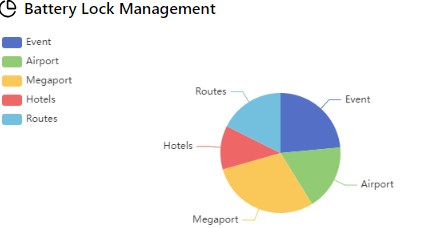 Battery Lock Management
Event
Airport
Megaport
Hotels
Routes
Routes
Event
Hotels
Airport
Megaport